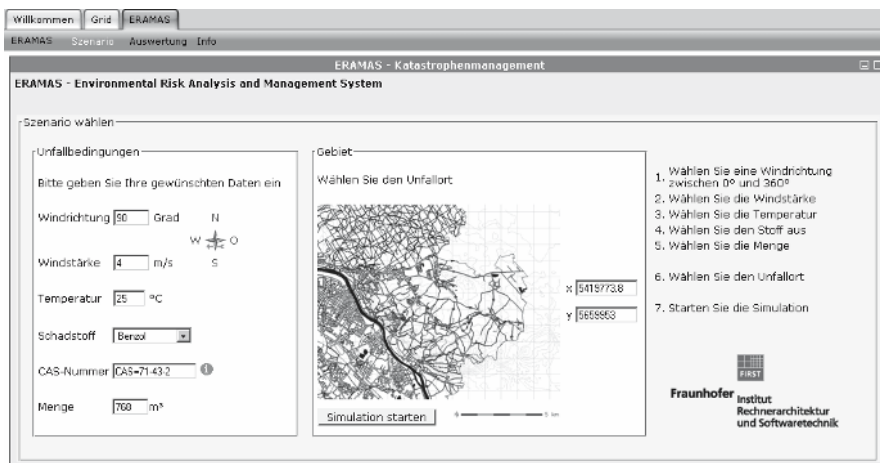 Willkommen Grid ERAMAS
ERAMAS Szenario Auswertung Info
ERAMAS - Katastrophenmanagement
ERAMAS - Environmental Risk Analysis and Management System
Szenario wählen
Unfallbedingungen
Bitte geben Sie Ihre gewünschten Daten ein
Windrichtung 90 Grad
N
W O
S
Windstärke 4 m/s
Temperatur 25 °C
Schadstoff Benzol
CAS-Nummer CAS=71-43-2
Menge 768 m³
Gebiet
Wählen Sie den Unfallort
x 5419773.8
y 5659953
Simulation starten
5 km
1. Wählen Sie eine Windrichtung
zwischen 0° und 360°
2. Wählen Sie die Windstärke
3. Wählen Sie die Temperatur
4. Wählen Sie den Stoff aus
5. Wählen Sie die Menge
6. Wählen Sie den Unfallort
7. Starten Sie die Simulation
FIRST
Fraunhofer Institut
Rechnerarchitektur
und Softwaretechnik